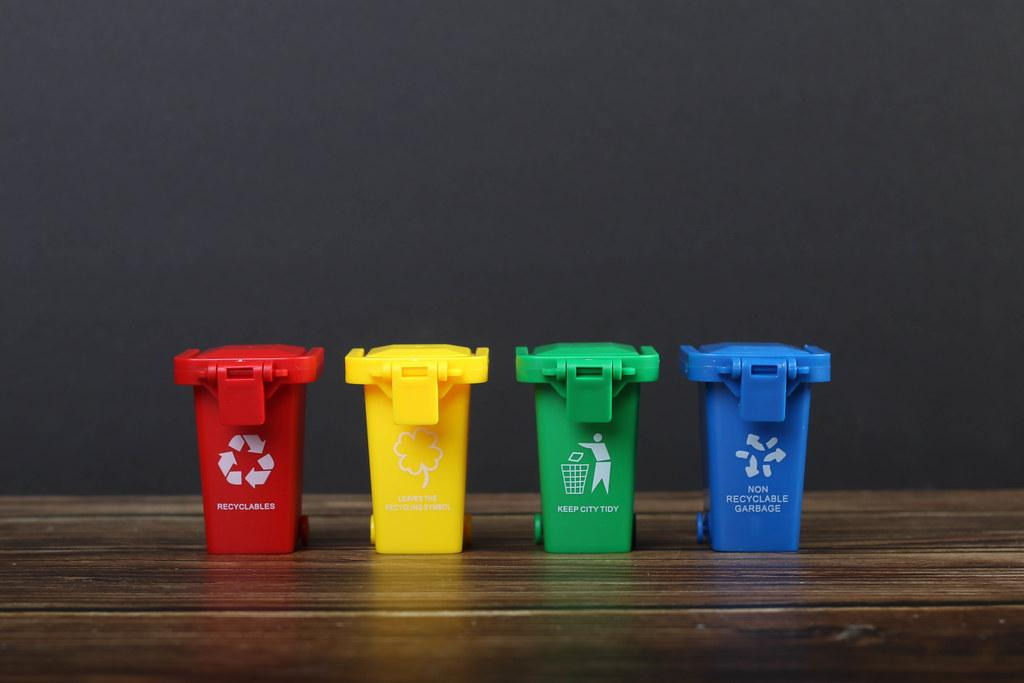 RECYCLABLES
LEAVES THE
RECYCLING SYMBOL
KEEP CITY TIDY
NON
RECYCLABLE
GARBAGE